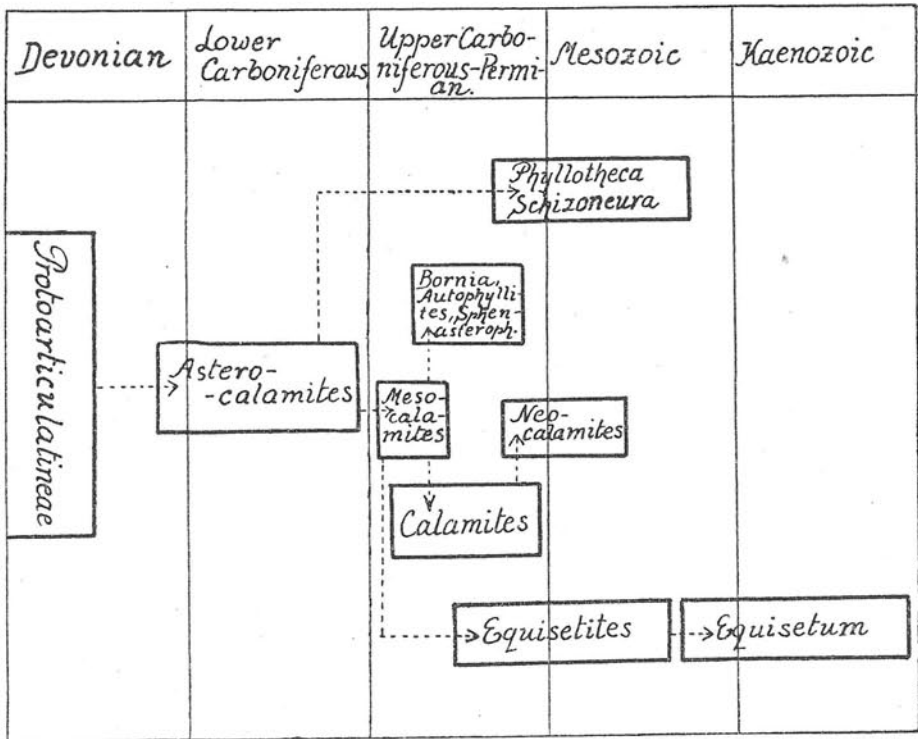 Devonian
Lower
Carboniferous
Upper Carbo-
niferous-Permi-
an.
Mesozoic
Kaenozoic
Phyllotheca
Schizoneura
Protoarticulatineae
Bornia,
Autophylli-
tes, Sphen-
asteroph.
Astero-
-calamites
Meso-
cala-
mites
Neo-
calamites
Calamites
Equisetites
Equisetum